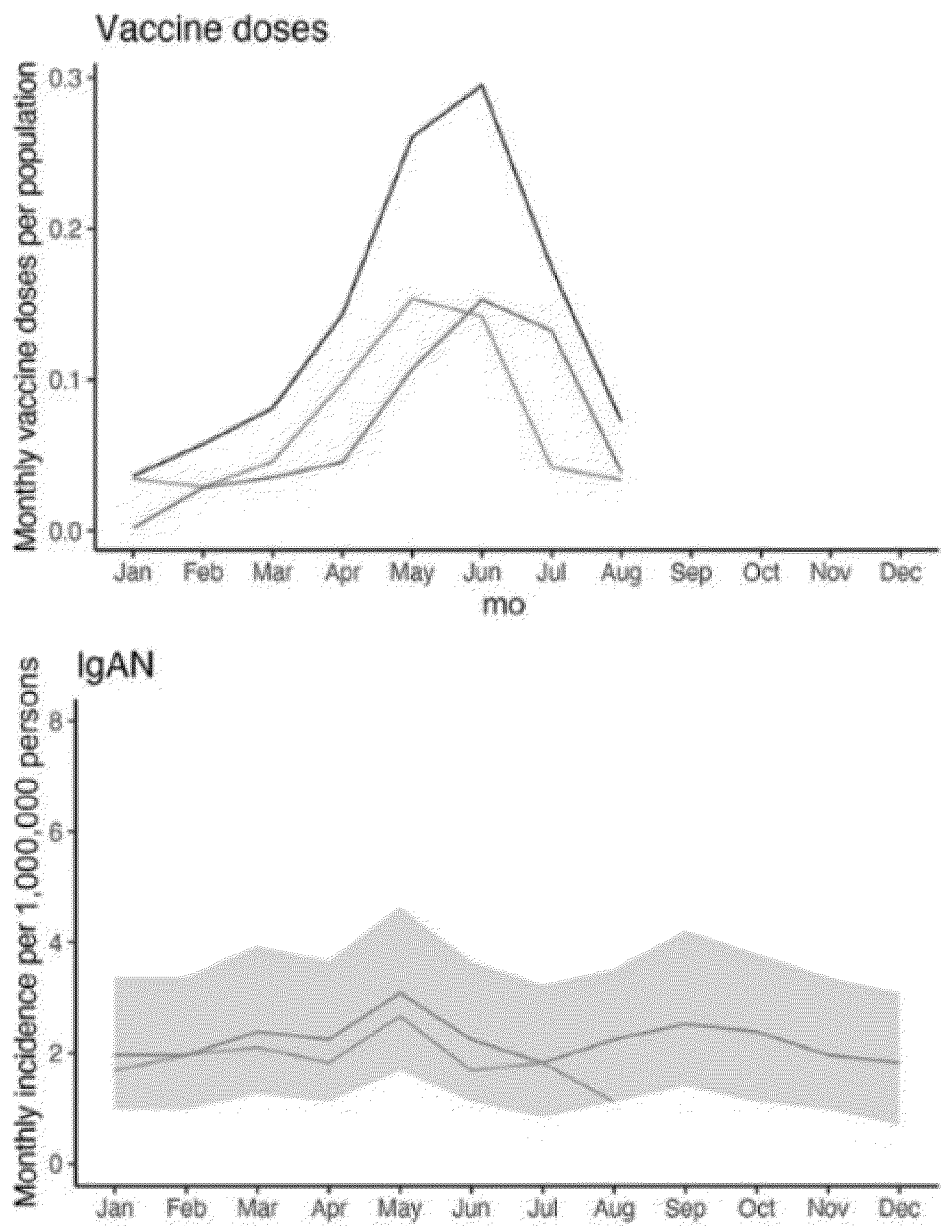 Vaccine doses
Monthly vaccine doses per population
0.3
0.2
0.1
0.0
Jan Feb Mar Apr May Jun Jul Aug Sep Oct Nov Dec
mo
IgAN
Monthly incidence per 1,000,000 persons
8
6
4
2
0
Jan Feb Mar Apr May Jun Jul Aug Sep Oct Nov Dec